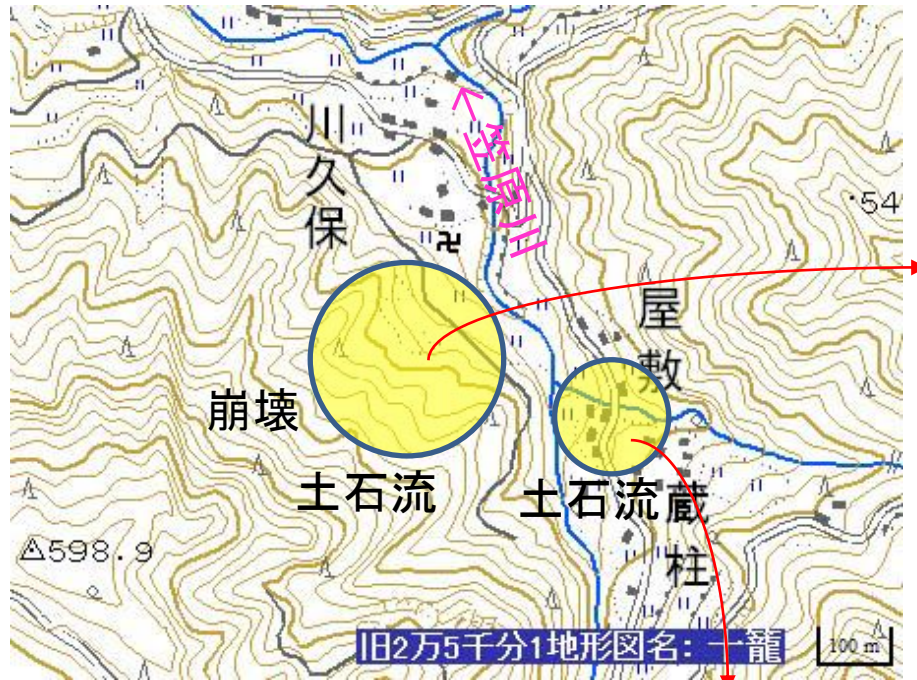 川久保
←笠原川
・54
屋敷
崩壊
土石流
土石流
蔵柱
598.9
旧2万5千分1地形図名: 一龍
100 m